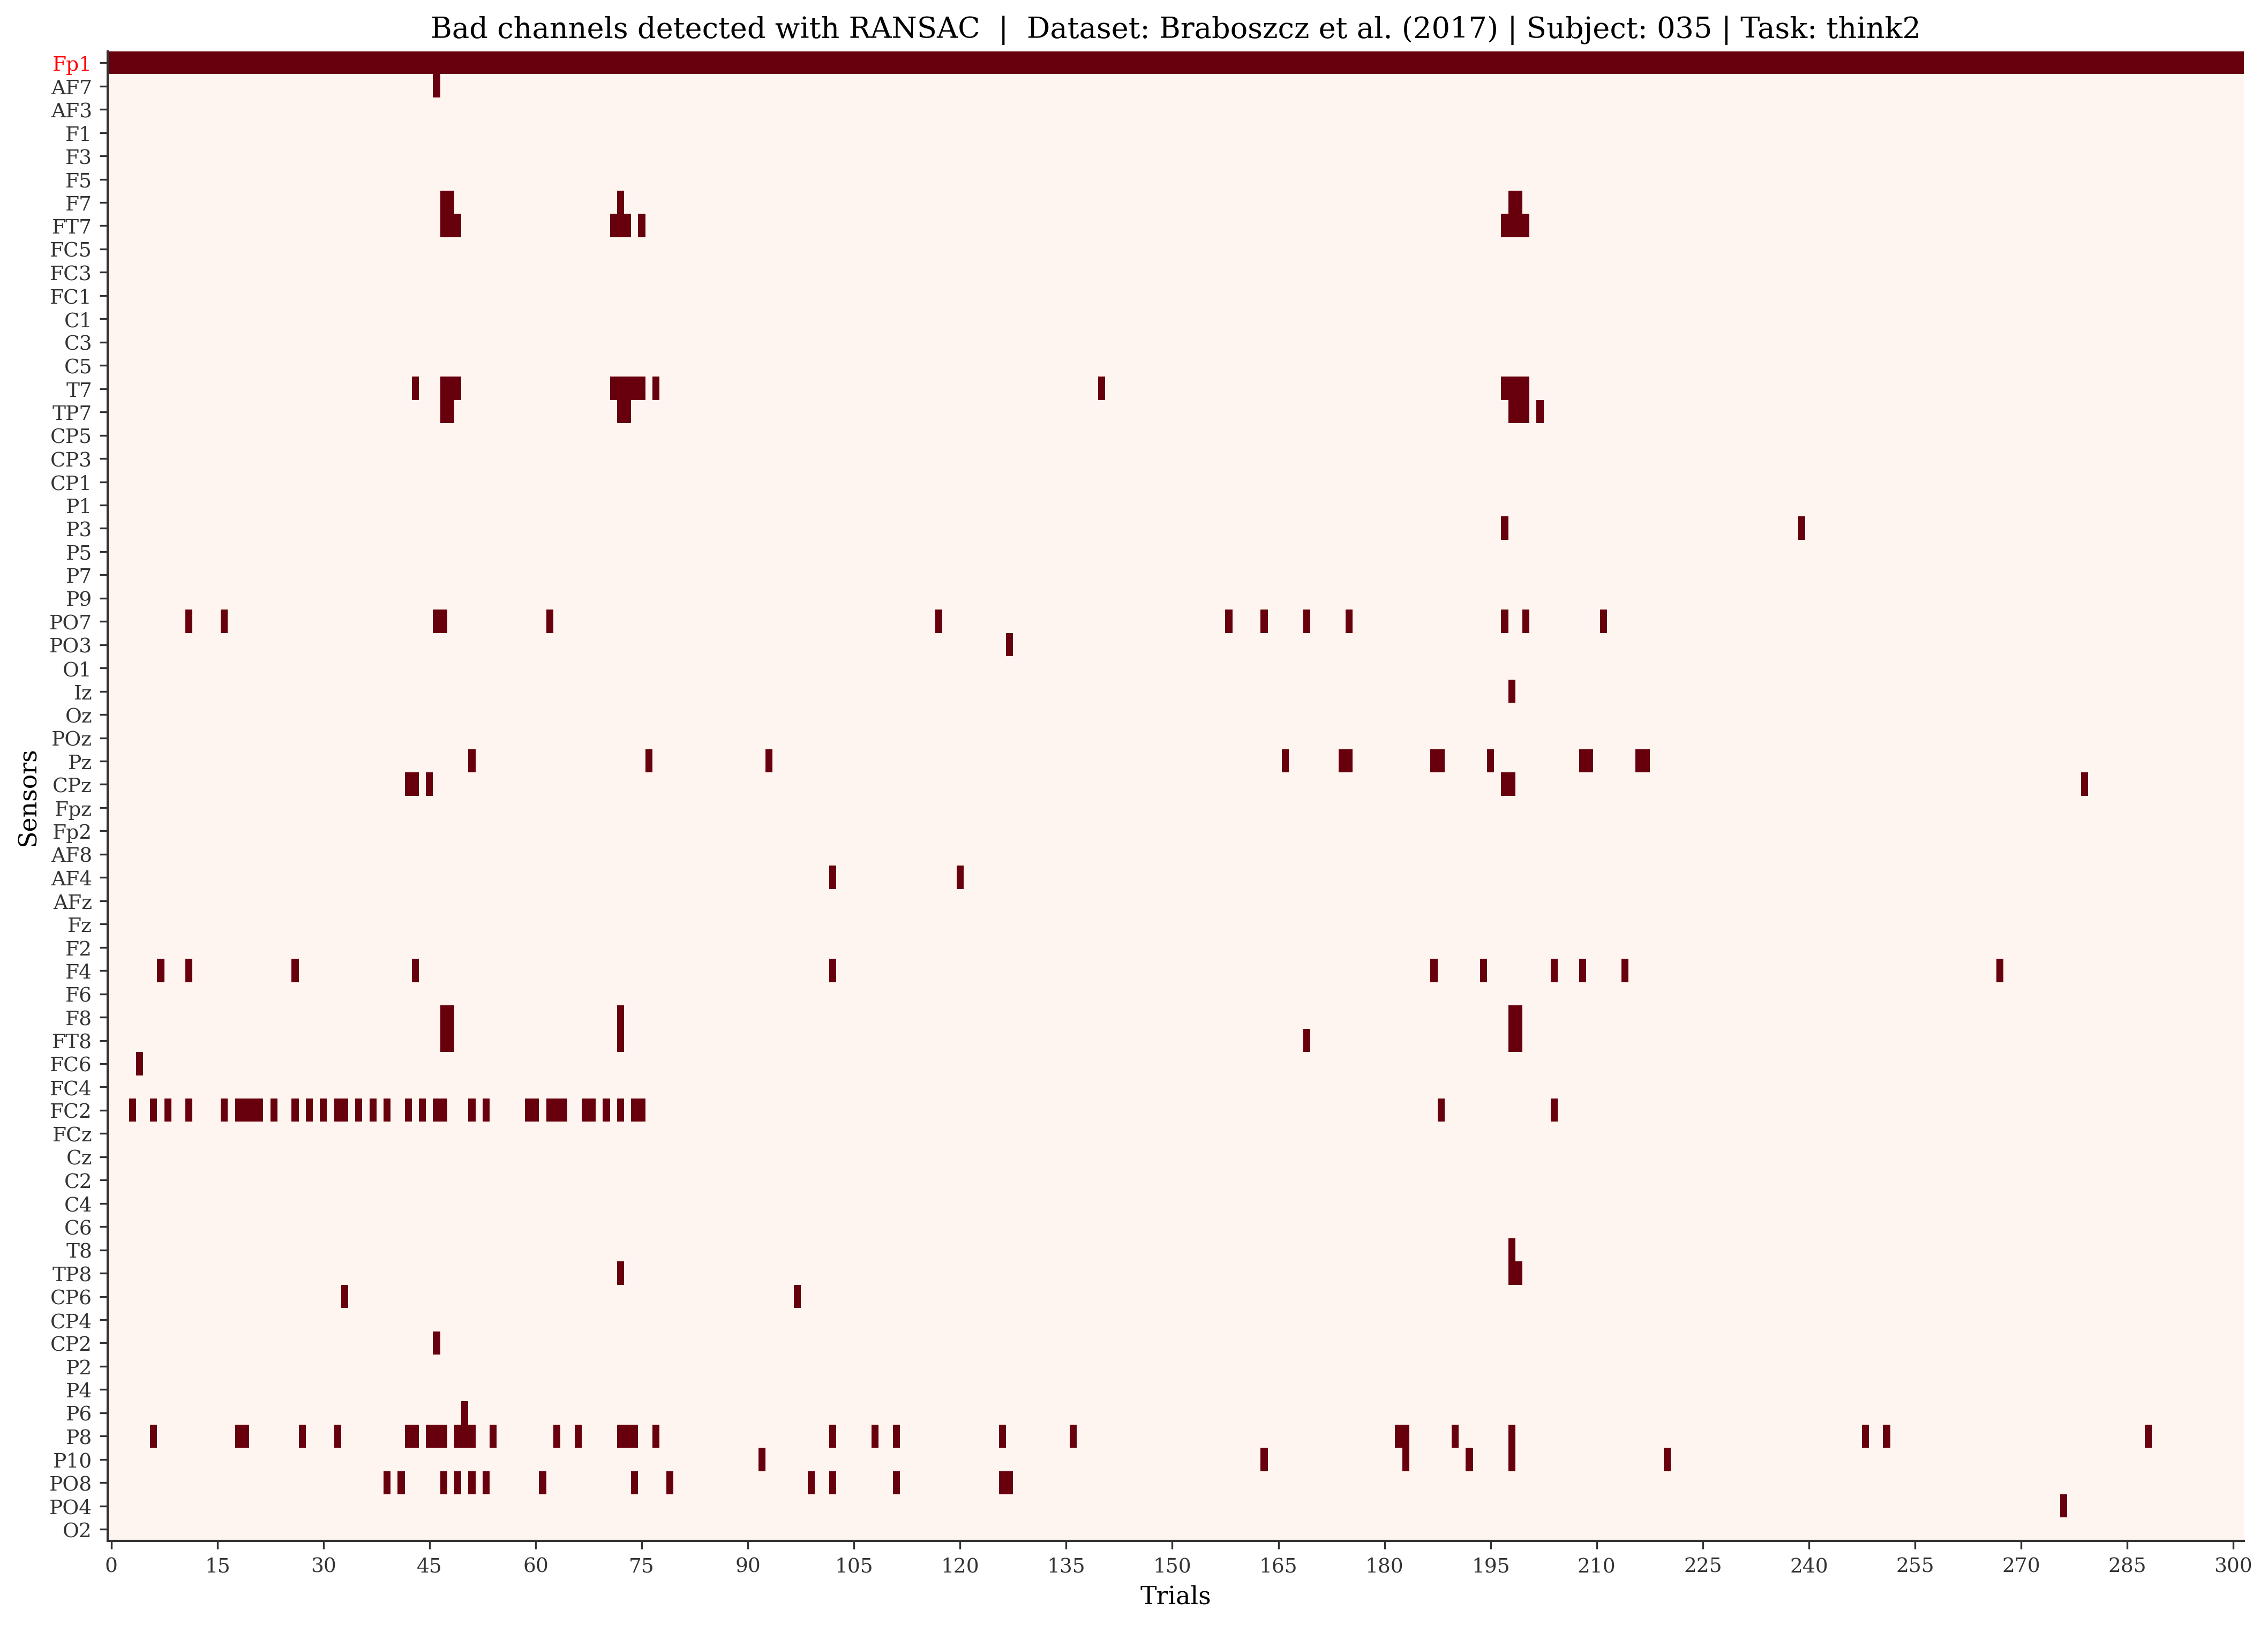 Bad channels detected with RANSAC | Dataset: Braboszcz et al. (2017) | Subject: 035 | Task: think2
Sensors
Fp1
AF7
AF3
F1
F3
F5
F7
FT7
FC5
FC3
FC1
C1
C3
C5
T7
TP7
CP5
CP3
CP1
P1
P3
P5
P7
P9
PO7
PO3
O1
Iz
Oz
POz
Pz
CPz
Fpz
Fp2
AF8
AF4
AFz
Fz
F2
F4
F6
F8
FT8
FC6
FC4
FC2
FCz
Cz
C2
C4
C6
T8
TP8
CP6
CP4
CP2
P2
P4
P6
P8
P10
PO8
PO4
O2
0 15 30 45 60 75 90 105 120 135 150 165 180 195 210 225 240 255 270 285 300
Trials